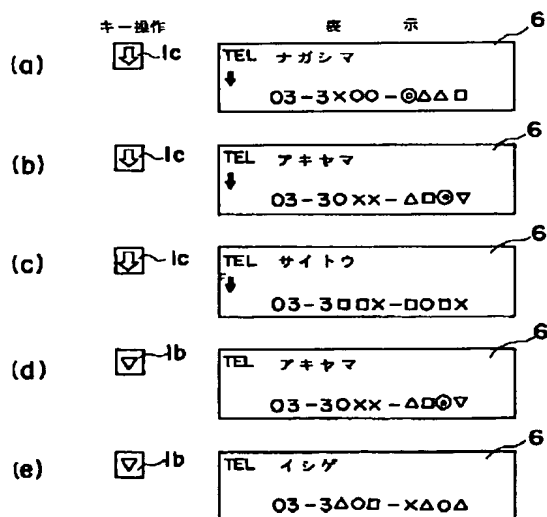 キー操作 表示
(a) 1c TEL ナガシマ 6
03-3×○○-◎△△□
(b) 1c TEL アキヤマ 6
03-3○××-△□◎▽
(c) 1c TEL サイトウ 6
03-3□□×-□○□×
(d) 1b TEL アキヤマ 6
03-3○××-△□◎▽
(e) 1b TEL イシゲ 6
03-3△○□-×△○△